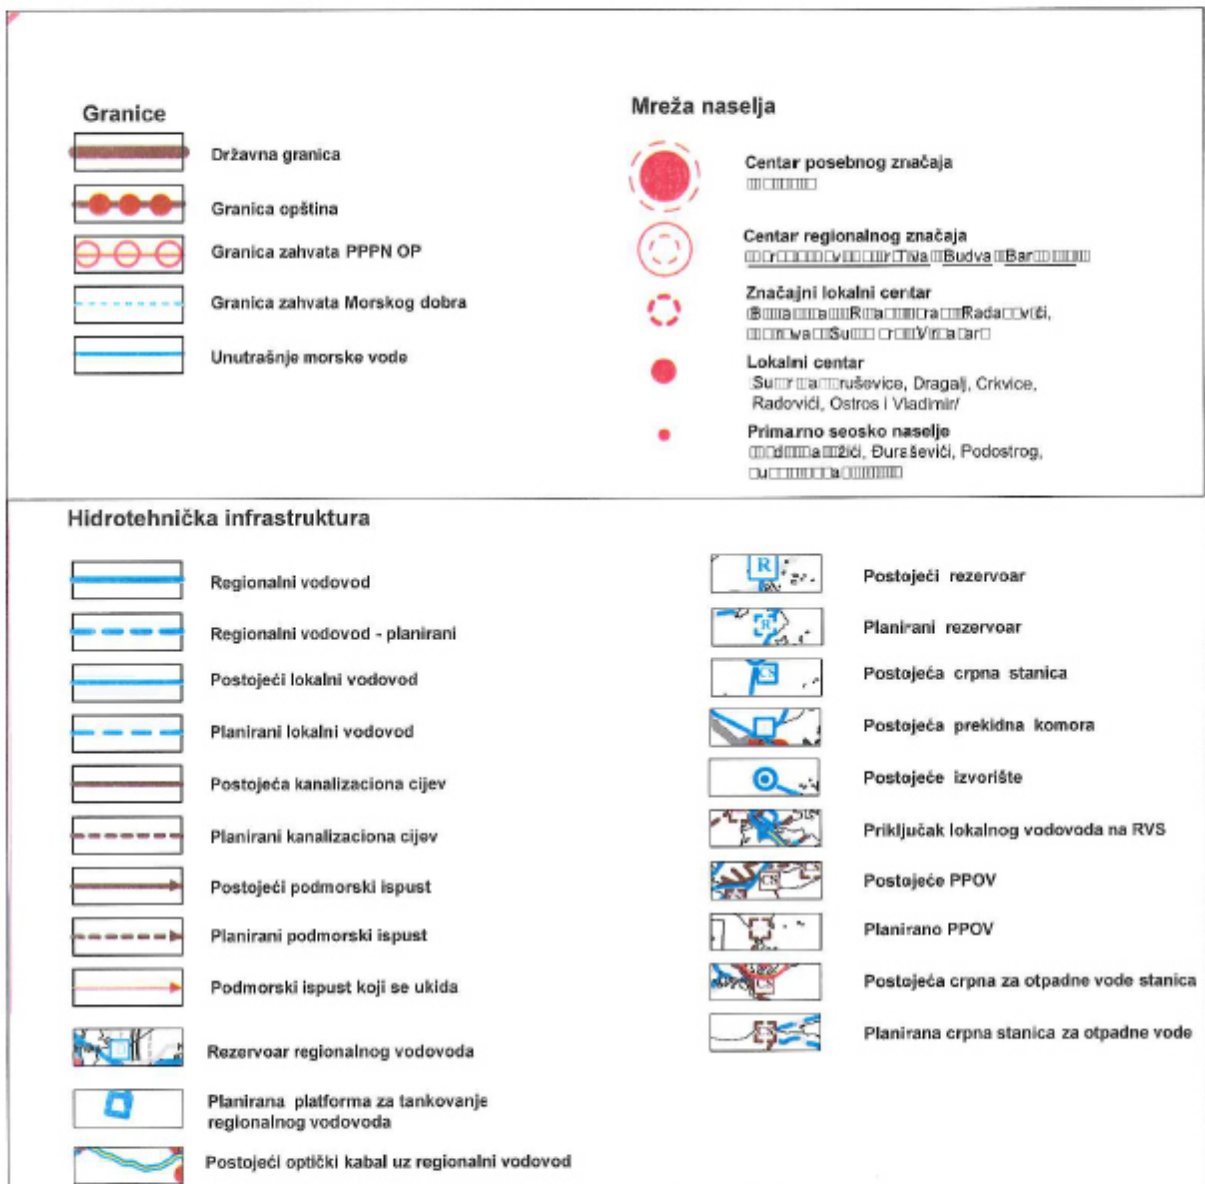 Granice
Državna granica
Granica opština
Granica zahvata PPPN OP
Granica zahvata Morskog dobra
Unutrašnje morske vode
Mreža naselja
Centar posebnog značaja
Centar regionalnog značaja
Budva Bar
Značajni lokalni centar
Lokalni centar
Dragalj, Crkvice,
Radovići, Ostros i Vladimir/
Primarno seosko naselje
Đuraševići, Podostrog,
Hidrotehnička infrastruktura
Regionalni vodovod
Regionalni vodovod - planirani
Postojeći lokalni vodovod
Planirani lokalni vodovod
Postojeća kanalizaciona cijev
Planirani kanalizaciona cijev
Postojeći podmorski ispust
Planirani podmorski ispust
Podmorski ispust koji se ukida
Rezervoar regionalnog vodovoda
Planirana platforma za tankovanje
regionalnog vodovoda
Postojeći optički kabal uz regionalni vodovod
R
Postojeći rezervoar
R
Planirani rezervoar
CS
Postojeća crpna stanica
Postojeća prekidna komora
Postojeće izvorište
Priključak lokalnog vodovoda na RVS
CS
Postojeće PPOV
Planirano PPOV
CS
Postojeća crpna za otpadne vode stanica
CS
Planirana crpna stanica za otpadne vode